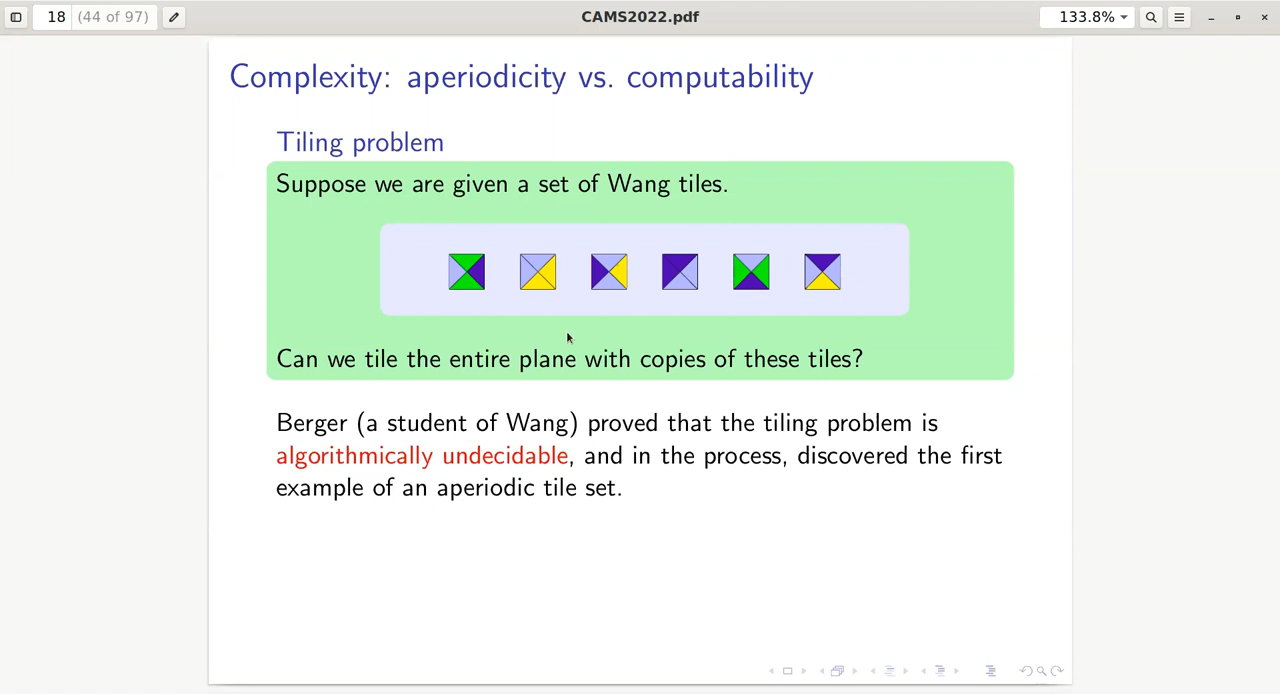 18 (44 of 97) CAMS2022.pdf 133.8%
Complexity: aperiodicity vs. computability
Tiling problem
Suppose we are given a set of Wang tiles.
Can we tile the entire plane with copies of these tiles?
Berger (a student of Wang) proved that the tiling problem is
algorithmically undecidable, and in the process, discovered the first
example of an aperiodic tile set.